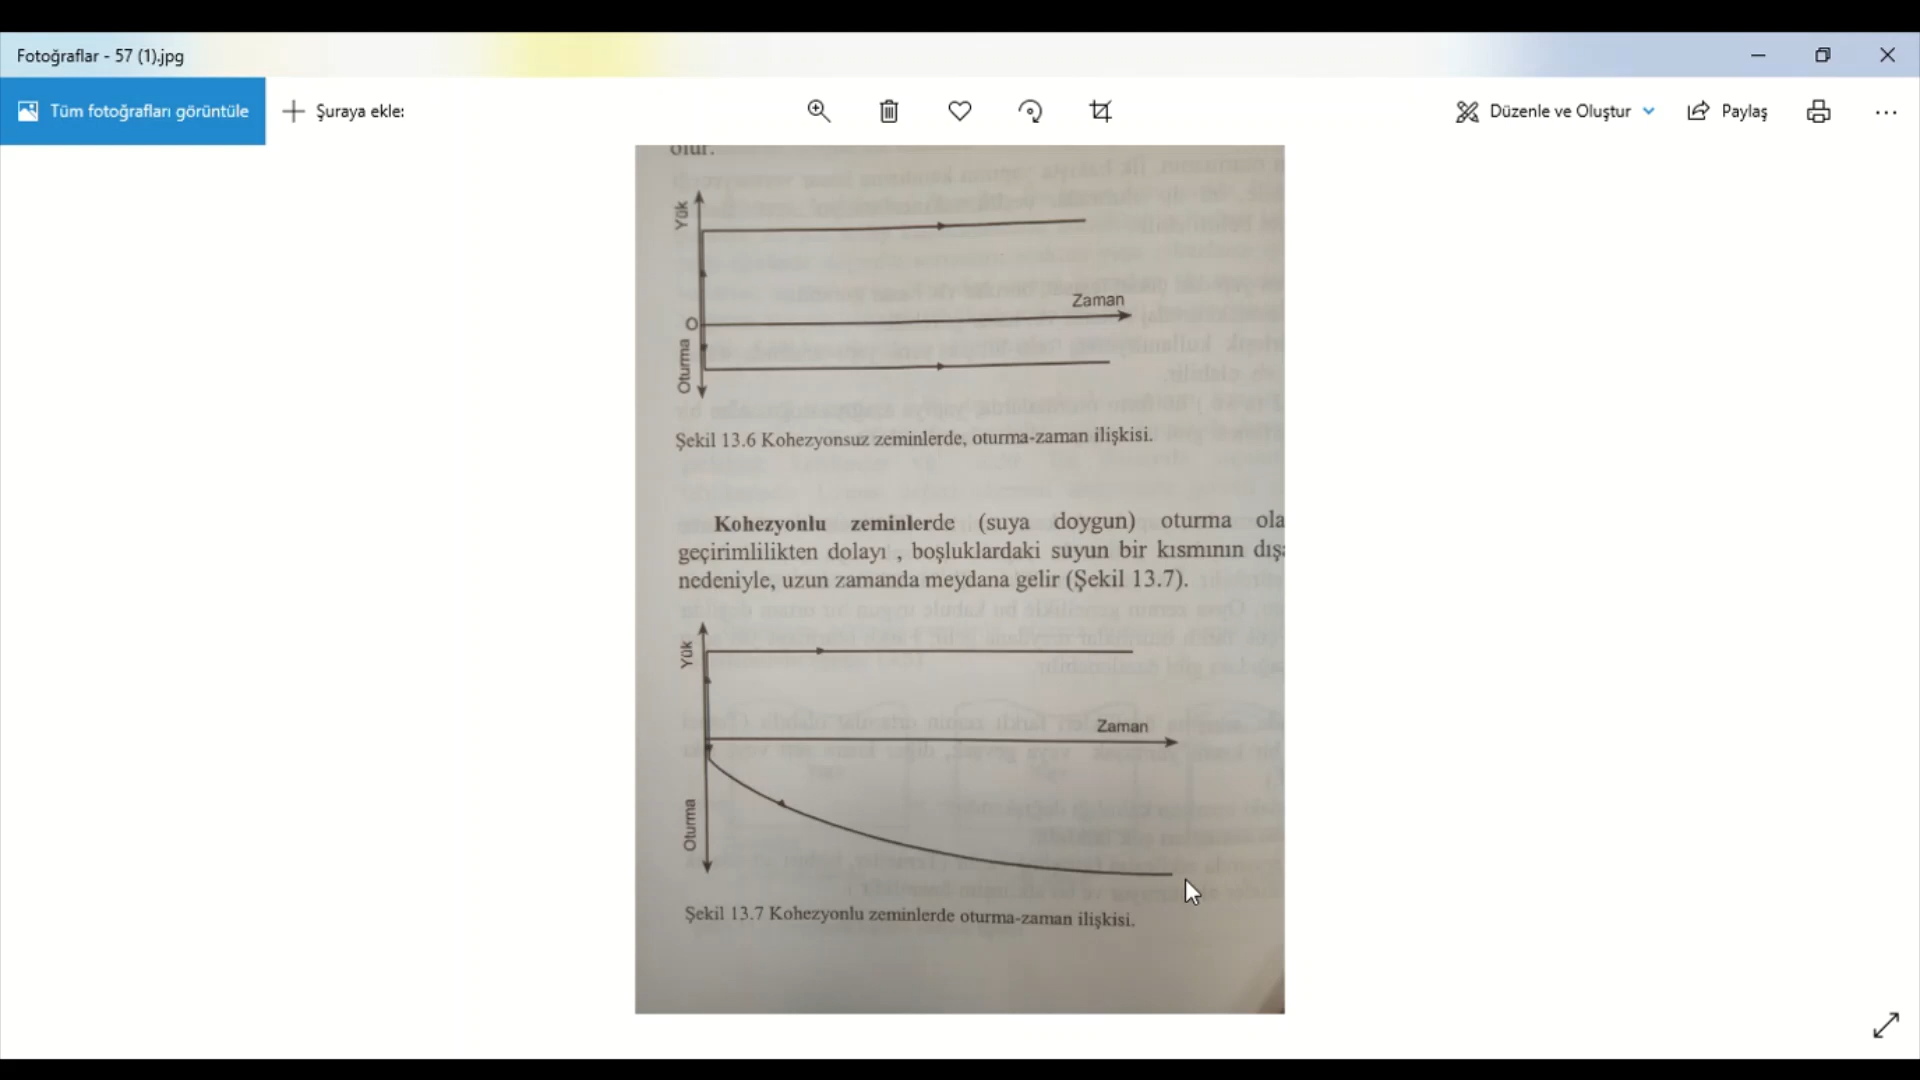 Fotoğraflar - 57 (1).jpg
Tüm fotoğrafları görüntüle
Şuraya ekle:
Düzenle ve Oluştur
Paylaş
olur.
Yük
Zaman
O
Oturma
Şekil 13.6 Kohezyonsuz zeminlerde, oturma-zaman ilişkisi.
Kohezyonlu zeminlerde (suya doygun) oturma ola
geçirimlilikten dolayı , boşluklardaki suyun bir kısmının dış
nedeniyle, uzun zamanda meydana gelir (Şekil 13.7).
Yük
Zaman
Oturma
Şekil 13.7 Kohezyonlu zeminlerde oturma-zaman ilişkisi.